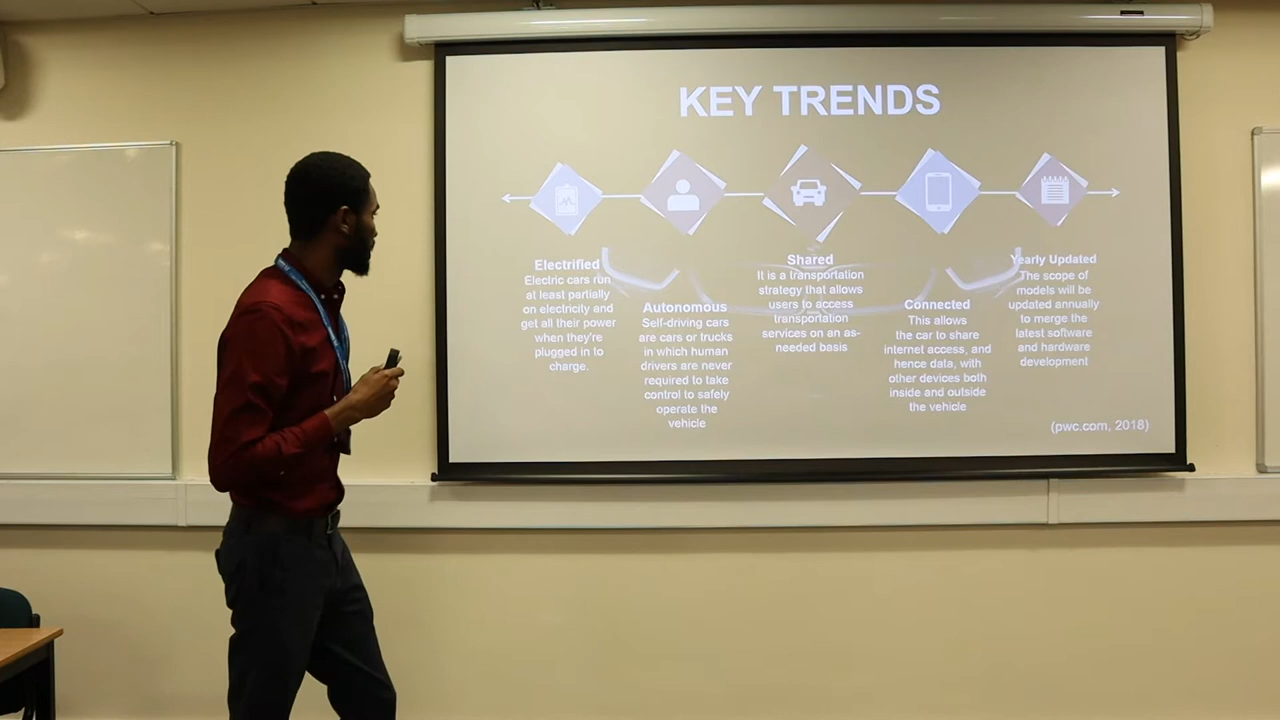 KEY TRENDS
Electrified
Electric cars run
at least partially
on electricity and
get all their power
when they're
plugged in to
charge.
Autonomous
Self-driving cars
are cars or trucks
in which human
drivers are never
required to take
control to safely
operate the
vehicle
Shared
It is a transportation
strategy that allows
users to access
transportation
services on an as-
needed basis
Connected
This allows
the car to share
internet access, and
hence data, with
other devices both
inside and outside
the vehicle
Yearly Updated
The scope of
models will be
updated annually
to merge the
latest software
and hardware
development
(pwc.com, 2018)